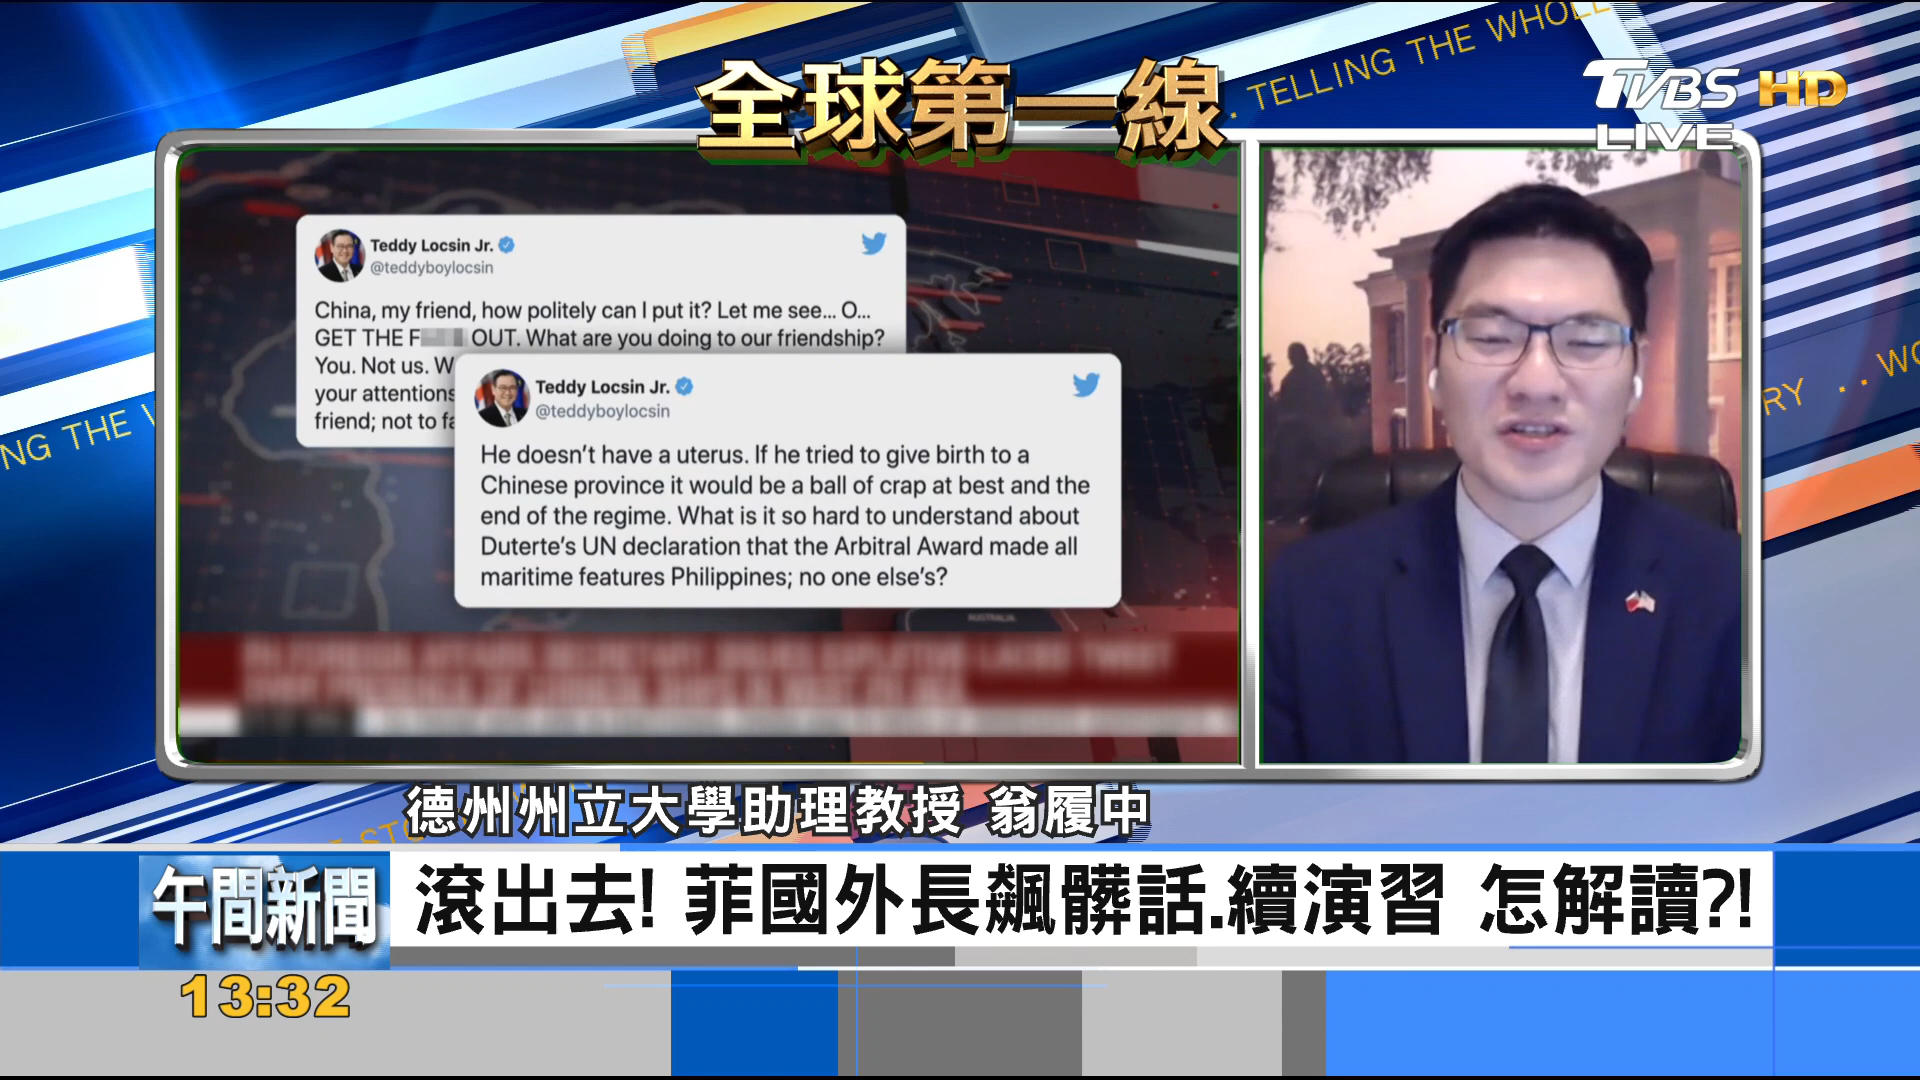 TELLING THE WHOLE
全球第一線
TVBS HD
LIVE
Teddy Locsin Jr.
@teddyboylocsin
China, my friend, how politely can I put it? Let me see... O...
GET THE F OUT. What are you doing to our friendship?
You. Not us. W
your attentions
friend; not to fa
Teddy Locsin Jr.
@teddyboylocsin
He doesn't have a uterus. If he tried to give birth to a
Chinese province it would be a ball of crap at best and the
end of the regime. What is it so hard to understand about
Duterte's UN declaration that the Arbitral Award made all
maritime features Philippines; no one else's?
AUSTRALIA
NG THE
RY . . WO
德州州立大學助理教授 翁履中
午間新聞
滾出去! 菲國外長飆髒話.續演習 怎解讀?!
13:32